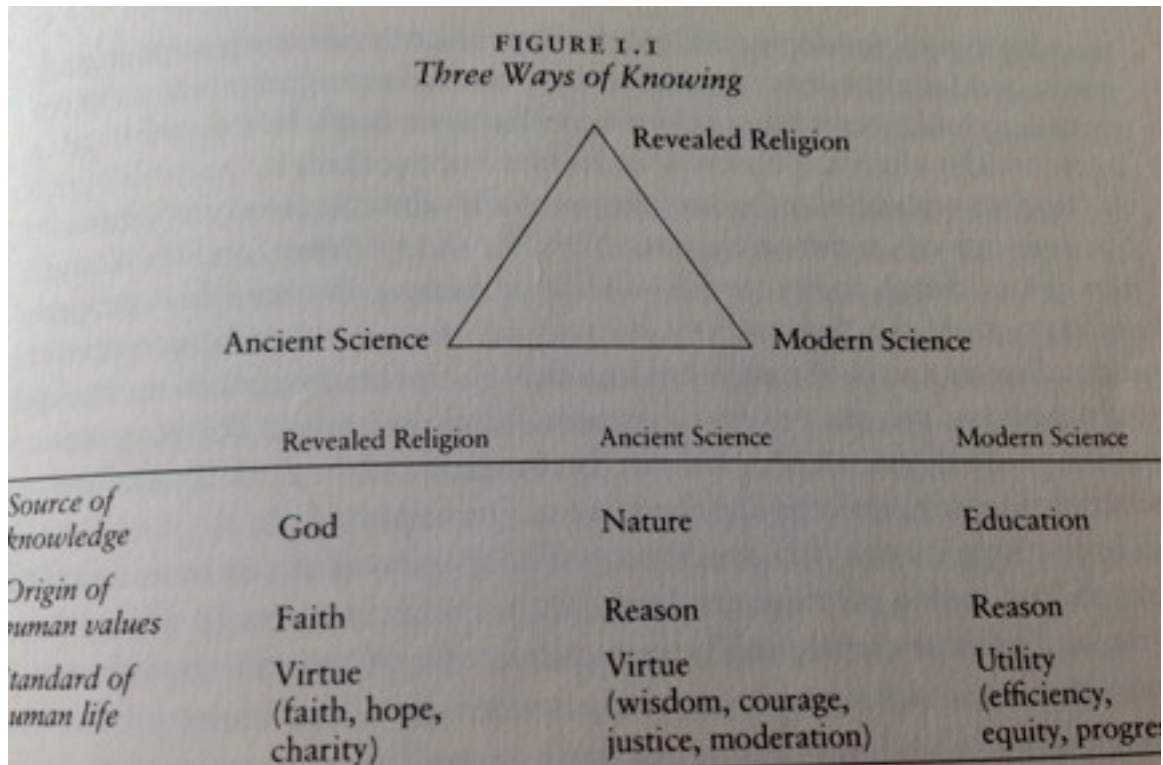 FIGURE 1.1
Three Ways of Knowing
Revealed Religion
Ancient Science
Modern Science
Revealed Religion Ancient Science Modern Science
Source of
knowledge
God Nature Education
Origin of
human values
Faith Reason Reason
Standard of
human life
Virtue
(faith, hope,
charity)
Virtue
(wisdom, courage,
justice, moderation)
Utility
(efficiency,
equity, progres